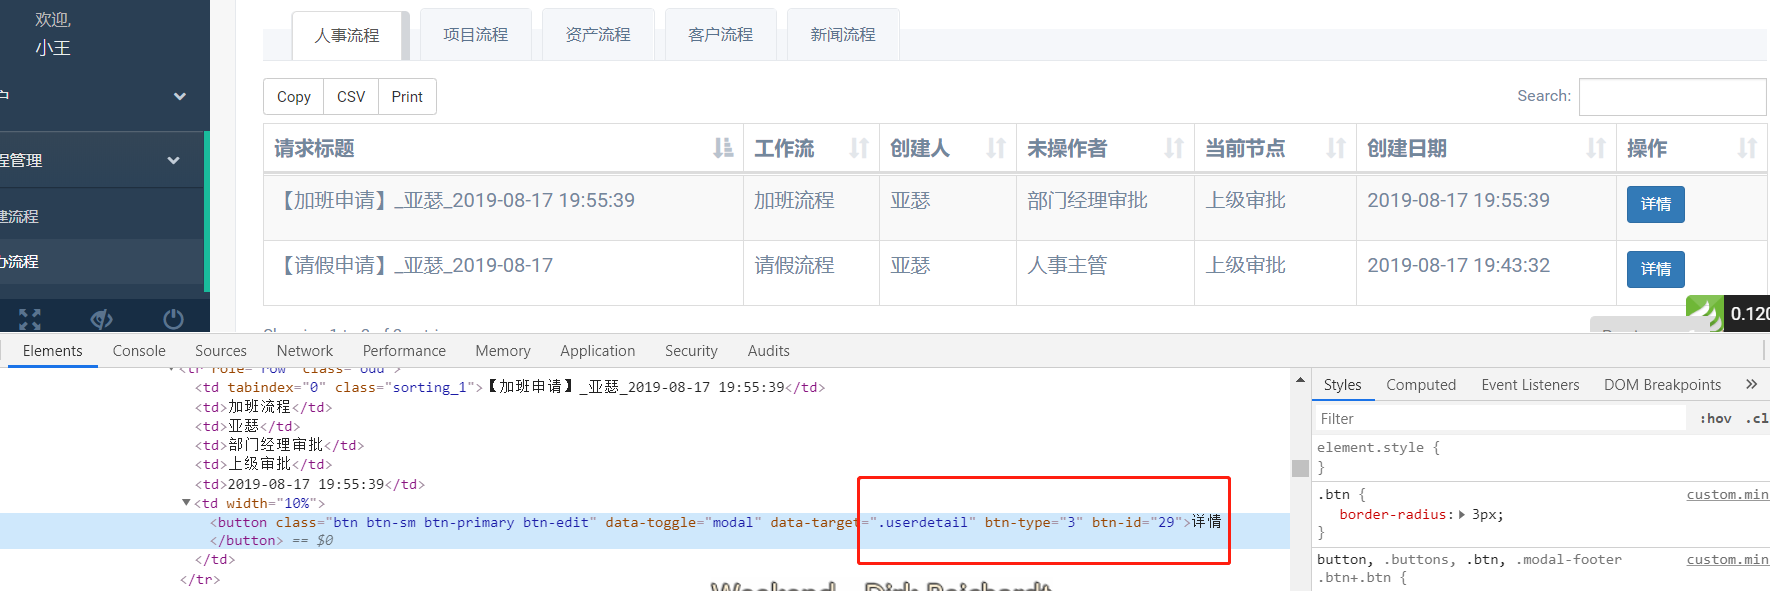 欢迎,
小王
户
程管理
建流程
办流程
人事流程 项目流程 资产流程 客户流程 新闻流程
Copy CSV Print
Search:
请求标题 工作流 创建人 未操作者 当前节点 创建日期 操作
【加班申请】_亚瑟_2019-08-17 19:55:39 加班流程 亚瑟 部门经理审批 上级审批 2019-08-17 19:55:39 详情
【请假申请】_亚瑟_2019-08-17 请假流程 亚瑟 人事主管 上级审批 2019-08-17 19:43:32 详情
0.120
Elements Console Sources Network Performance Memory Application Security Audits
<tr role="row" class="odd">
<td tabindex="0" class="sorting_1">【加班申请】_亚瑟_2019-08-17 19:55:39</td>
<td>加班流程</td>
<td>亚瑟</td>
<td>部门经理审批</td>
<td>上级审批</td>
<td>2019-08-17 19:55:39</td>
<td width="10%">
<button class="btn btn-sm btn-primary btn-edit" data-toggle="modal" data-target=".userdetail" btn-type="3" btn-id="29">详情
</button> == $0
</td>
</tr>
Weekend - Dirk Reichardt
Styles Computed Event Listeners DOM Breakpoints »
Filter :hov .cl
element.style {
}
.btn { custom.min
border-radius: 3px;
}
button, .buttons, .btn, .modal-footer custom.min
.btn+.btn {